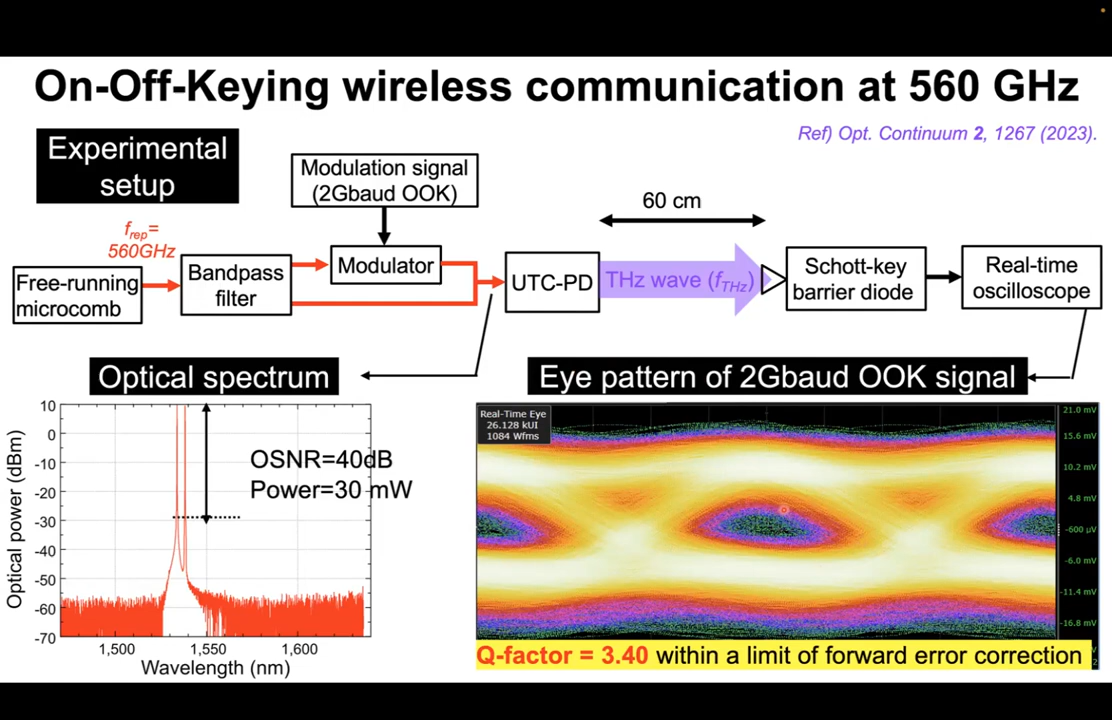 On-Off-Keying wireless communication at 560 GHz
Ref) Opt. Continuum 2, 1267 (2023).
Experimental
setup
Modulation signal
(2Gbaud OOK)
60 cm
frep=
560GHz
Free-running
microcomb
Bandpass
filter
Modulator
UTC-PD
THz wave (fTHz)
Schott-key
barrier diode
Real-time
oscilloscope
Optical spectrum
Eye pattern of 2Gbaud OOK signal
Optical power (dBm)
10
0
-10
-20
-30
-40
-50
-60
-70
OSNR=40dB
Power=30 mW
1,500
1,550
1,600
Wavelength (nm)
Real-Time Eye
26.128 kUI
1084 Wfms
21.0 mV
15.6 mV
10.2 mV
4.8 mV
-600 µV
-6.0 mV
-11.4 mV
-16.8 mV
Q-factor = 3.40 within a limit of forward error correction